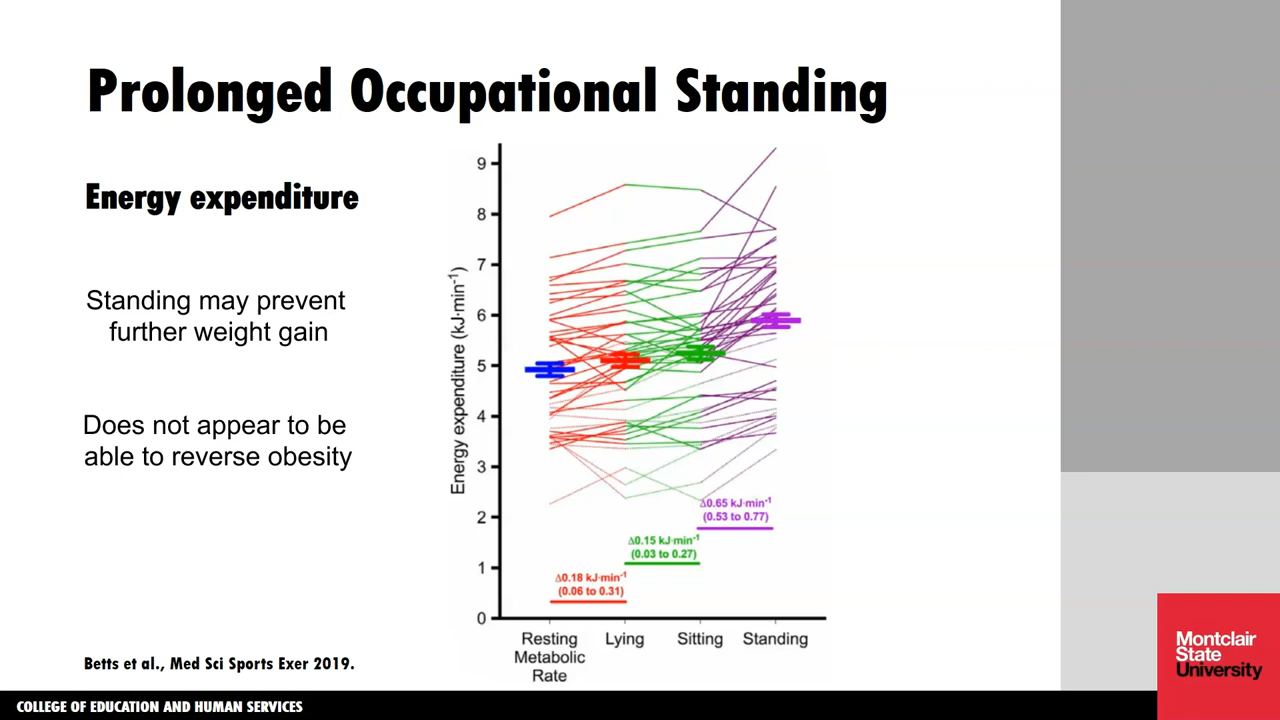 Prolonged Occupational Standing
Energy expenditure
Standing may prevent
further weight gain
Does not appear to be
able to reverse obesity
Betts et al., Med Sci Sports Exer 2019.
Energy expenditure (kJ·min⁻¹)
9
8
7
6
5
4
3
2
1
0
Δ0.65 kJ·min⁻¹
(0.53 to 0.77)
Δ0.15 kJ·min⁻¹
(0.03 to 0.27)
Δ0.18 kJ·min⁻¹
(0.06 to 0.31)
Resting
Metabolic
Rate
Lying
Sitting
Standing
Montclair
State
University
COLLEGE OF EDUCATION AND HUMAN SERVICES